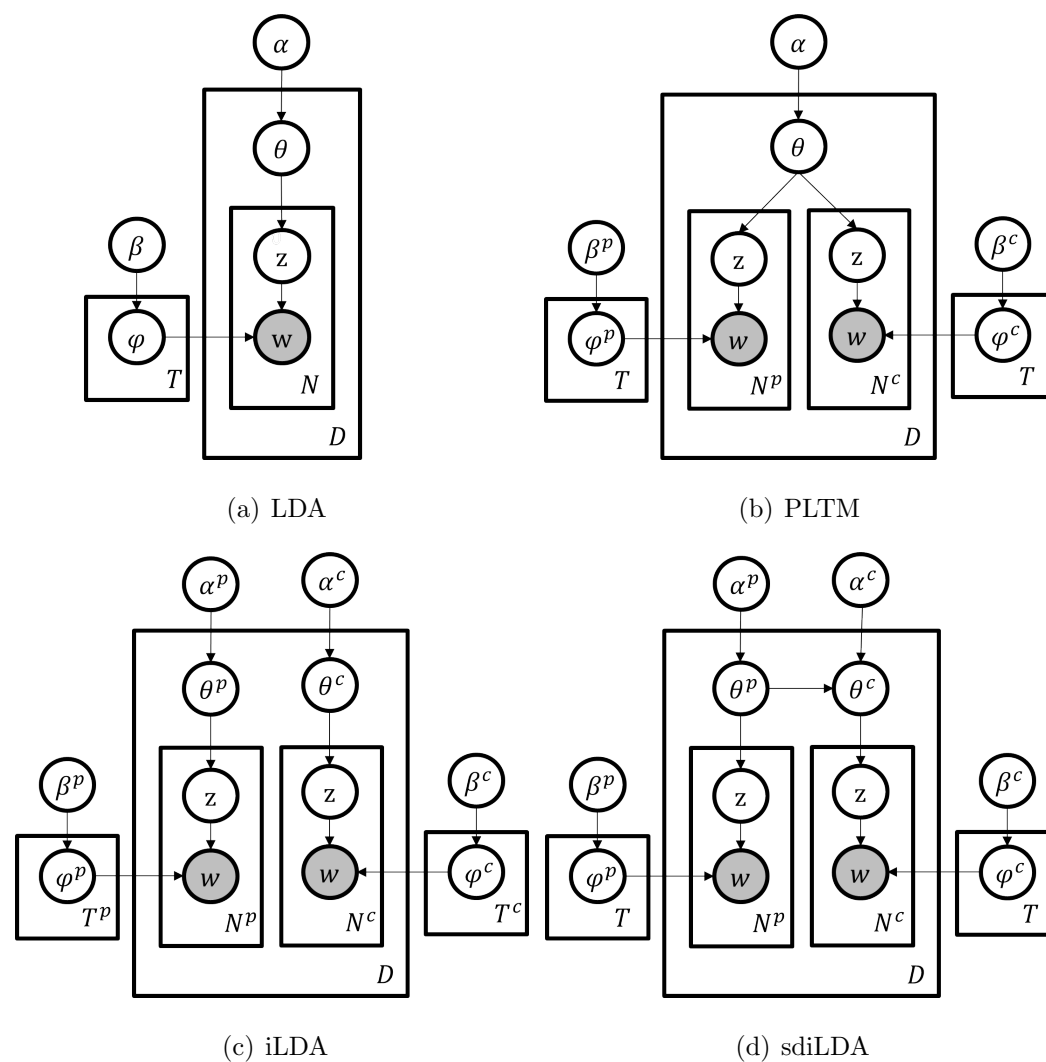 α
θ
β
z
φ
w
T
N
D
(a) LDA
α
θ
β^p
z
z
β^c
φ^p
w
w
φ^c
T
N^p
N^c
T
D
(b) PLTM
α^p
α^c
θ^p
θ^c
β^p
z
z
β^c
φ^p
w
w
φ^c
T^p
N^p
N^c
T^c
D
(c) iLDA
α^p
α^c
θ^p
θ^c
β^p
z
z
β^c
φ^p
w
w
φ^c
T
N^p
N^c
T
D
(d) sdiLDA